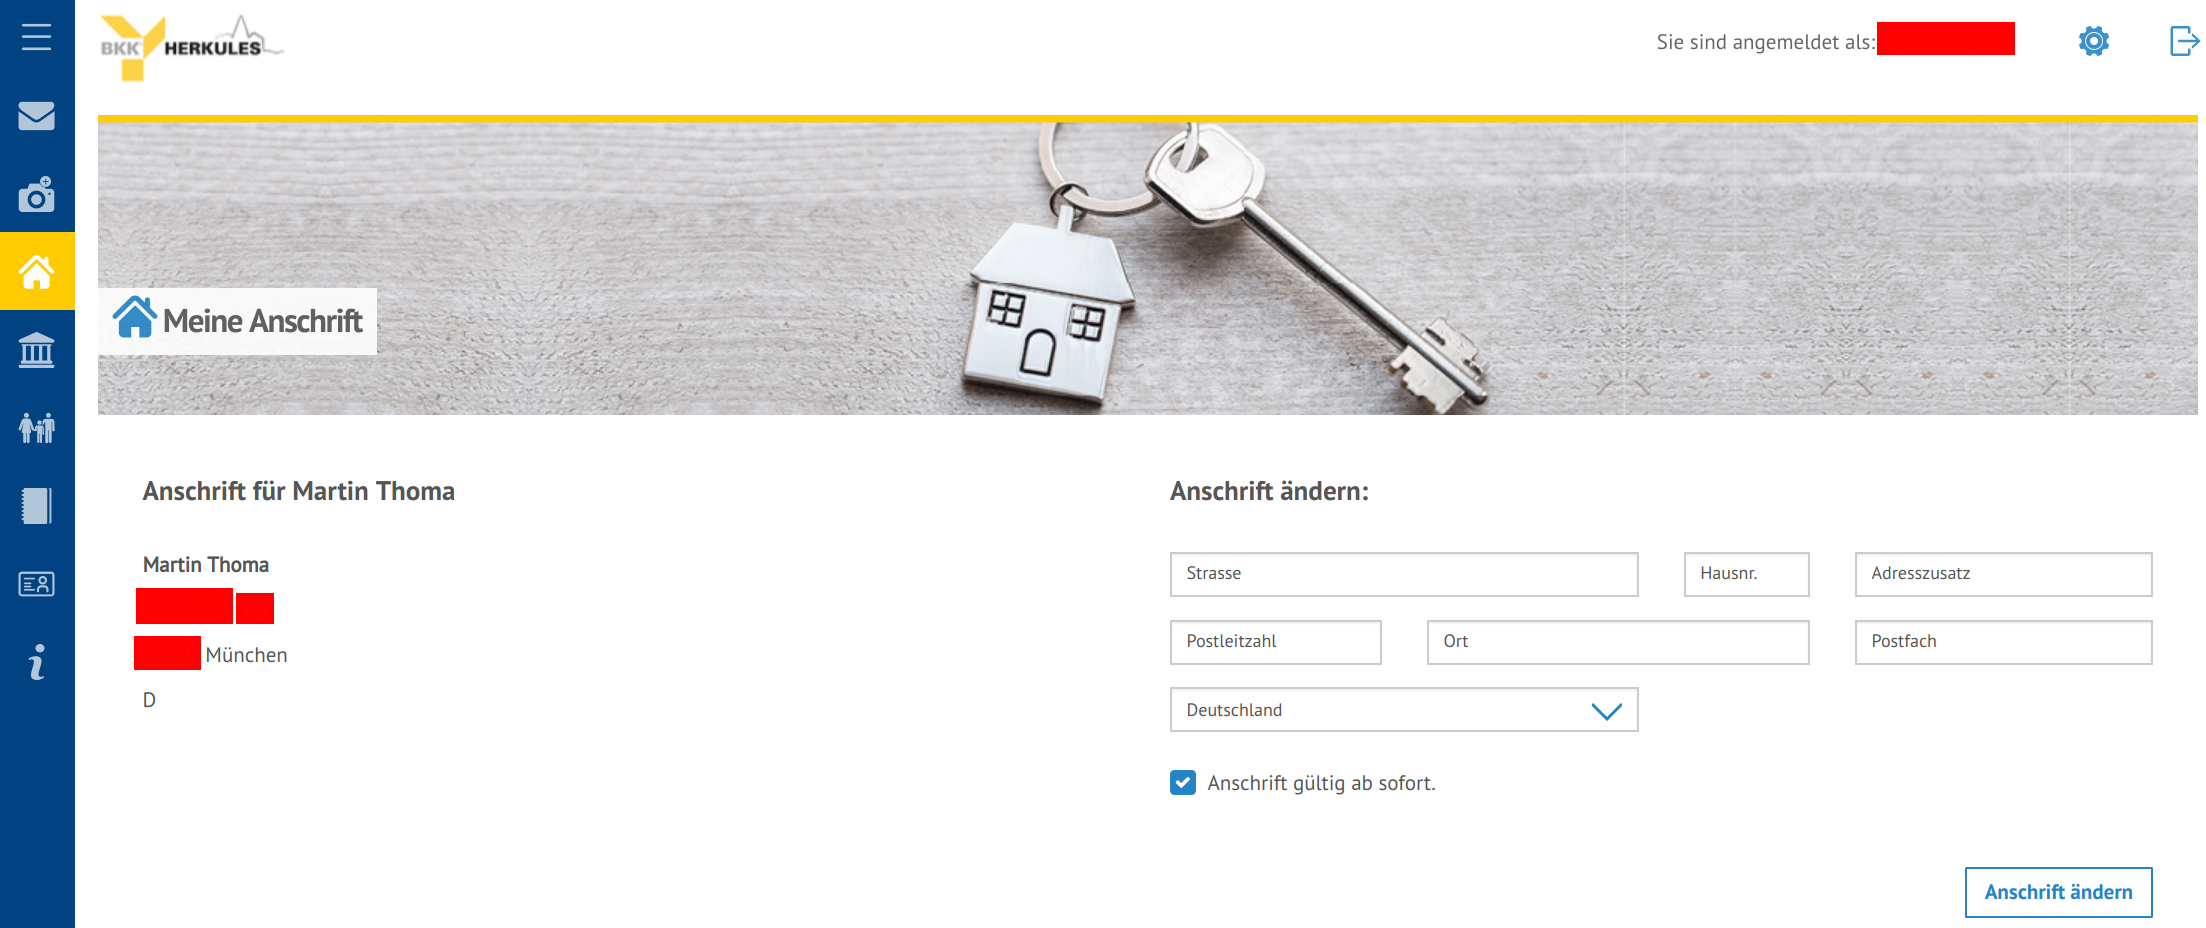 BKK HERKULES
Sie sind angemeldet als:
Meine Anschrift
Anschrift für Martin Thoma
Martin Thoma
München
D
Anschrift ändern:
Strasse Hausnr. Adresszusatz
Postleitzahl Ort Postfach
Deutschland
Anschrift gültig ab sofort.
Anschrift ändern